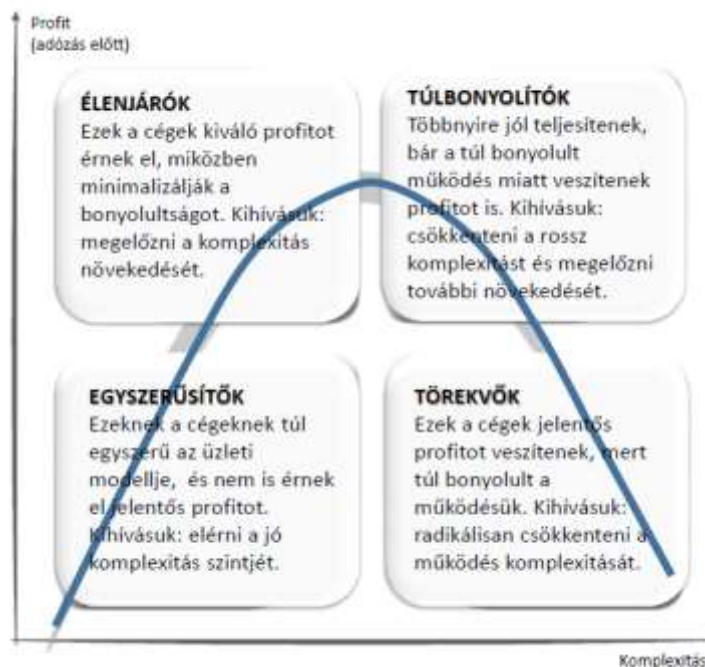 Profit
(adózás előtt)
ÉLENJÁRÓK
Ezek a cégek kiváló profitot
érnek el, miközben
minimalizálják a
bonyolultságot. Kihívásuk:
megelőzni a komplexitás
növekedését.
TÚLBONYOLÍTÓK
Többnyire jól teljesítenek,
bár a túl bonyolult
működés miatt veszítenek
profitot is. Kihívásuk:
csökkenteni a rossz
komplexitást és megelőzni
további növekedését.
EGYSZERŰSÍTŐK
Ezeknek a cégeknek túl
egyszerű az üzleti
modellje, és nem is érnek
el jelentős profitot.
Kihívásuk: elérni a jó
komplexitás szintjét.
TÖREKVŐK
Ezek a cégek jelentős
profitot veszítenek, mert
túl bonyolult a
működésük. Kihívásuk:
radikálisan csökkenteni a
működés komplexitását.
Komplexitás